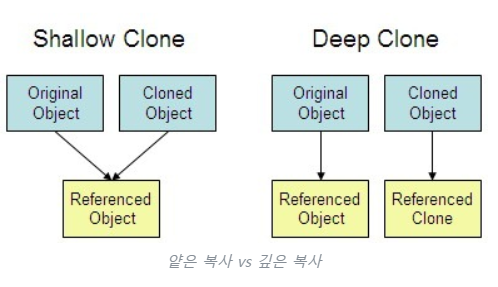 Shallow Clone
Deep Clone
Original
Object
Cloned
Object
Original
Object
Cloned
Object
Referenced
Object
Referenced
Object
Referenced
Clone
얕은 복사 vs 깊은 복사